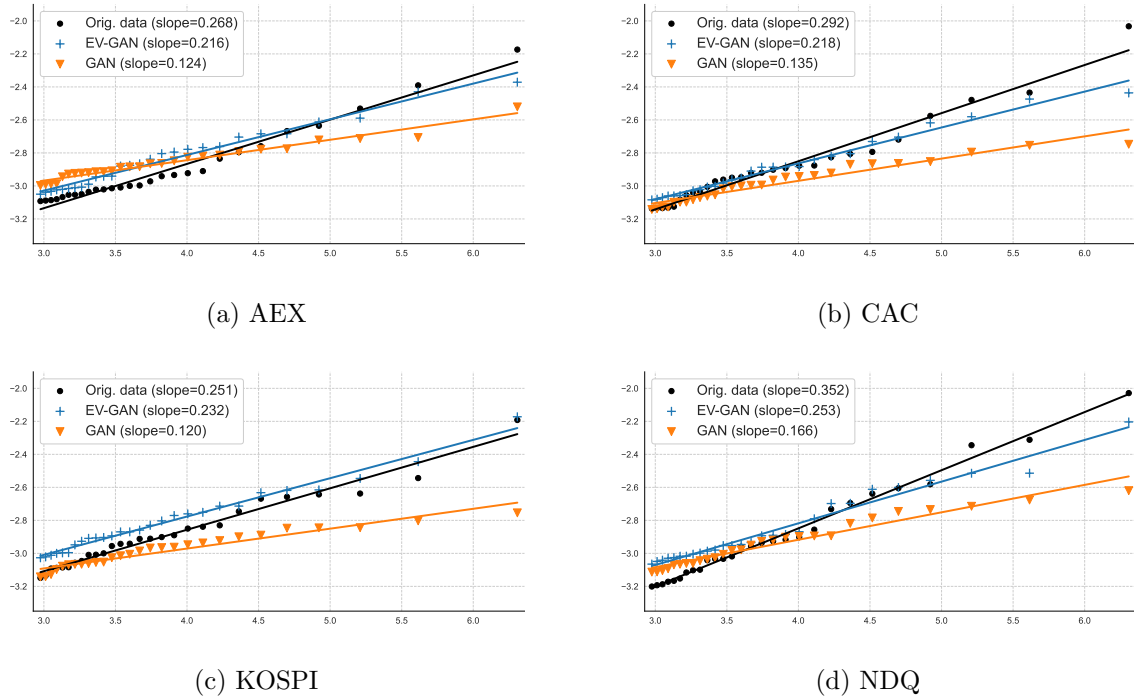 Orig. data (slope=0.268)
EV-GAN (slope=0.216)
GAN (slope=0.124)
−2.0
−2.2
−2.4
−2.6
−2.8
−3.0
−3.2
3.0 3.5 4.0 4.5 5.0 5.5 6.0
(a) AEX
Orig. data (slope=0.292)
EV-GAN (slope=0.218)
GAN (slope=0.135)
−2.0
−2.2
−2.4
−2.6
−2.8
−3.0
−3.2
3.0 3.5 4.0 4.5 5.0 5.5 6.0
(b) CAC
Orig. data (slope=0.251)
EV-GAN (slope=0.232)
GAN (slope=0.120)
−2.0
−2.2
−2.4
−2.6
−2.8
−3.0
−3.2
3.0 3.5 4.0 4.5 5.0 5.5 6.0
(c) KOSPI
Orig. data (slope=0.352)
EV-GAN (slope=0.253)
GAN (slope=0.166)
−2.0
−2.2
−2.4
−2.6
−2.8
−3.0
−3.2
3.0 3.5 4.0 4.5 5.0 5.5 6.0
(d) NDQ